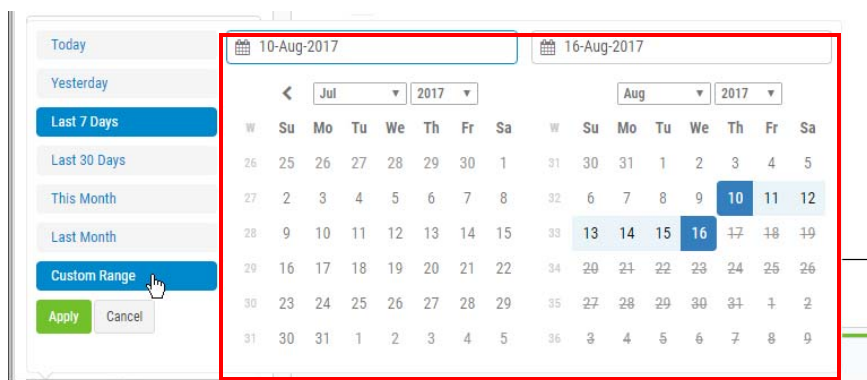 Today
Yesterday
Last 7 Days
Last 30 Days
This Month
Last Month
Custom Range
Apply Cancel
10-Aug-2017 16-Aug-2017
Jul 2017 Aug 2017
W Su Mo Tu We Th Fr Sa W Su Mo Tu We Th Fr Sa
26 25 26 27 28 29 30 1 31 30 31 1 2 3 4 5
27 2 3 4 5 6 7 8 32 6 7 8 9 10 11 12
28 9 10 11 12 13 14 15 33 13 14 15 16 17 18 19
29 16 17 18 19 20 21 22 34 20 21 22 23 24 25 26
30 23 24 25 26 27 28 29 35 27 28 29 30 31 1 2
31 30 31 1 2 3 4 5 36 3 4 5 6 7 8 9